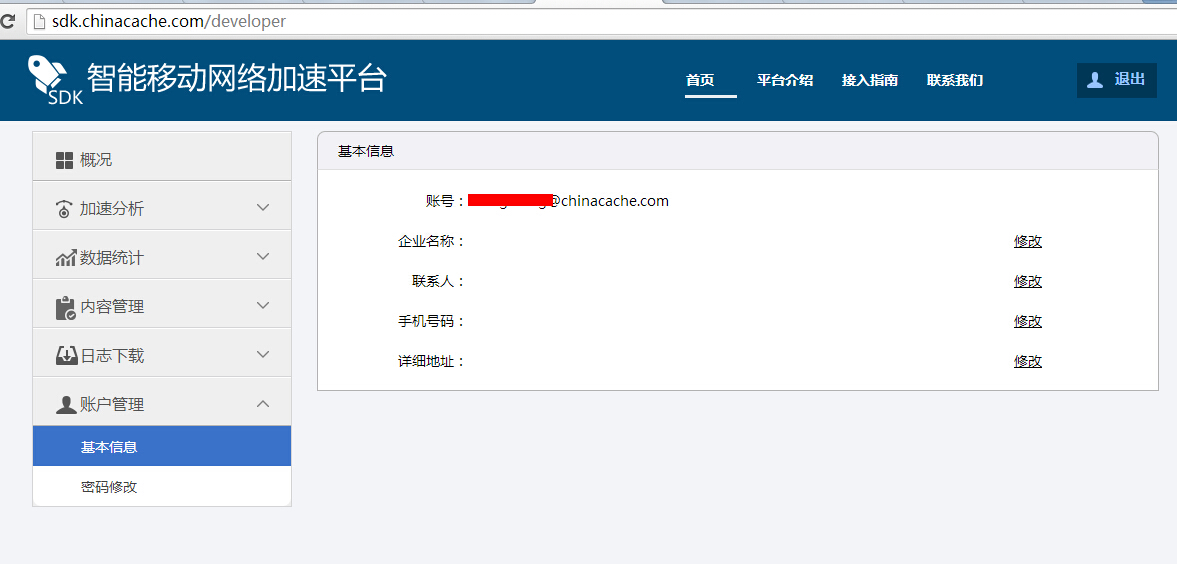 sdk.chinacache.com/developer
SDK 智能移动网络加速平台
首页 平台介绍 接入指南 联系我们 退出
概况
加速分析
数据统计
内容管理
日志下载
账户管理
基本信息
密码修改
基本信息
账号： @chinacache.com
企业名称： 修改
联系人： 修改
手机号码： 修改
详细地址： 修改